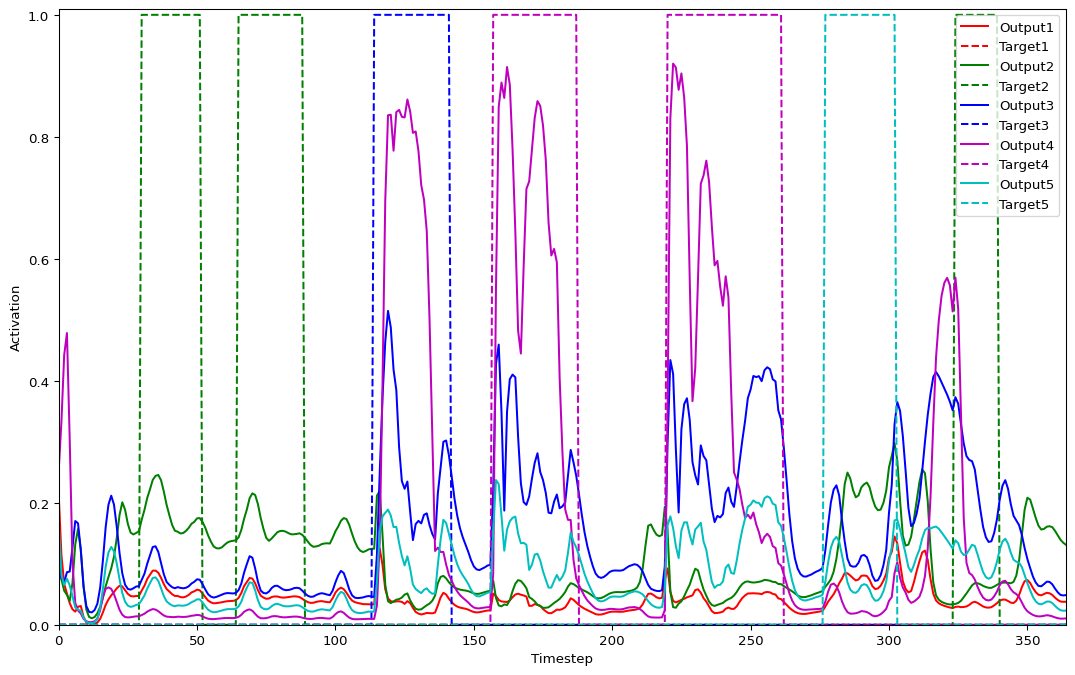 1.0
0.8
0.6
0.4
0.2
0.0
Activation
0
50
100
150
200
250
300
350
Timestep
Output1
Target1
Output2
Target2
Output3
Target3
Output4
Target4
Output5
Target5